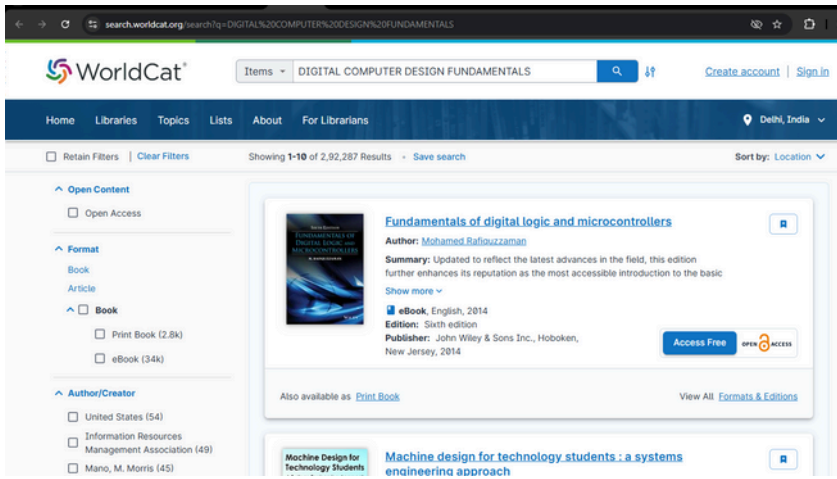 search.worldcat.org/search?q=DIGITAL%20COMPUTER%20DESIGN%20FUNDAMENTALS
WorldCat®
Items
DIGITAL COMPUTER DESIGN FUNDAMENTALS
Create account | Sign in
Home Libraries Topics Lists About For Librarians
Delhi, India
Retain Filters | Clear Filters
Showing 1-10 of 2,92,287 Results
Save search
Sort by: Location
Open Content
Open Access
Format
Book
Article
Book
Print Book (2.8k)
eBook (34k)
Author/Creator
United States (54)
Information Resources
Management Association (49)
Mano, M. Morris (45)
FUNDAMENTALS OF
DIGITAL LOGIC AND
MICROCONTROLLERS
WILEY
Fundamentals of digital logic and microcontrollers
Author: Mohamed Rafiquzzaman
Summary: Updated to reflect the latest advances in the field, this edition
further enhances its reputation as the most accessible introduction to the basic
Show more
eBook, English, 2014
Edition: Sixth edition
Publisher: John Wiley & Sons Inc., Hoboken,
New Jersey, 2014
Access Free
OPEN ACCESS
Also available as Print Book
View All Formats & Editions
Machine Design for
Technology Students
Machine design for technology students : a systems
engineering approach